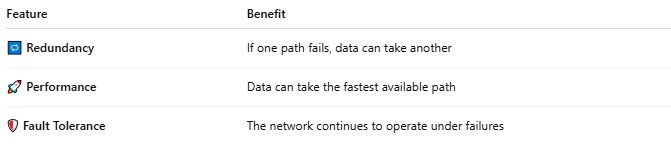 Feature Benefit
🔁 Redundancy If one path fails, data can take another
🚀 Performance Data can take the fastest available path
🛡️ Fault Tolerance The network continues to operate under failures